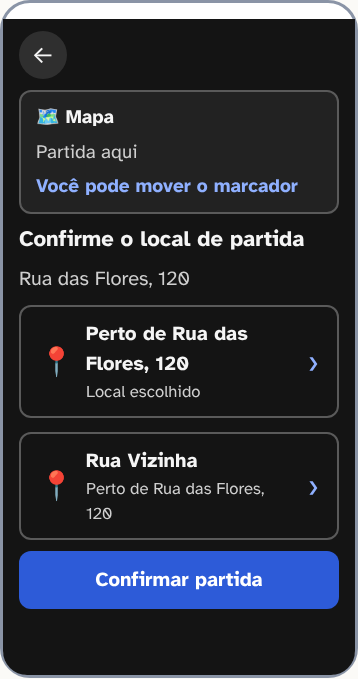 Mapa
Partida aqui
Você pode mover o marcador
Confirme o local de partida
Rua das Flores, 120
Perto de Rua das
Flores, 120
Local escolhido
Rua Vizinha
Perto de Rua das Flores,
120
Confirmar partida